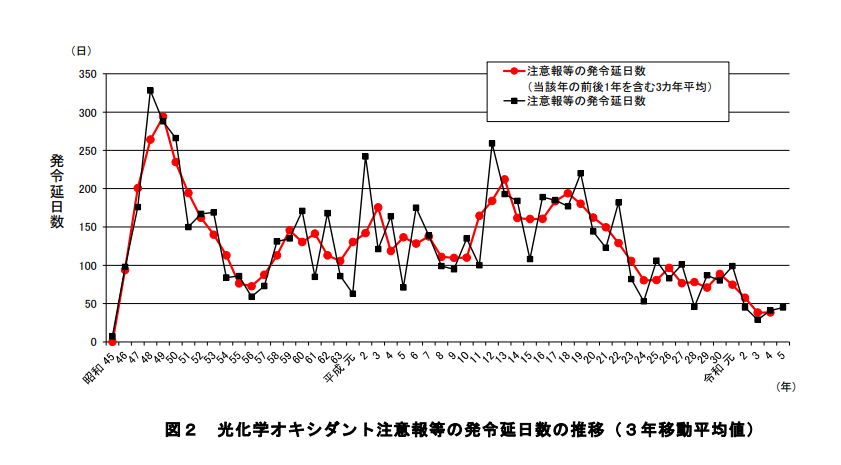 （日）
注意報等の発令延日数
（当該年の前後1年を含む3カ年平均）
注意報等の発令延日数
350
300
250
200
150
100
50
0
発令延日数
昭和 45 46 47 48 49 50 51 52 53 54 55 56 57 58 59 60 61 62 63 平成 元 2 3 4 5 6 7 8 9 10 11 12 13 14 15 16 17 18 19 20 21 22 23 24 25 26 27 28 29 30 令和 元 2 3 4 5
（年）
図２　光化学オキシダント注意報等の発令延日数の推移（３年移動平均値）